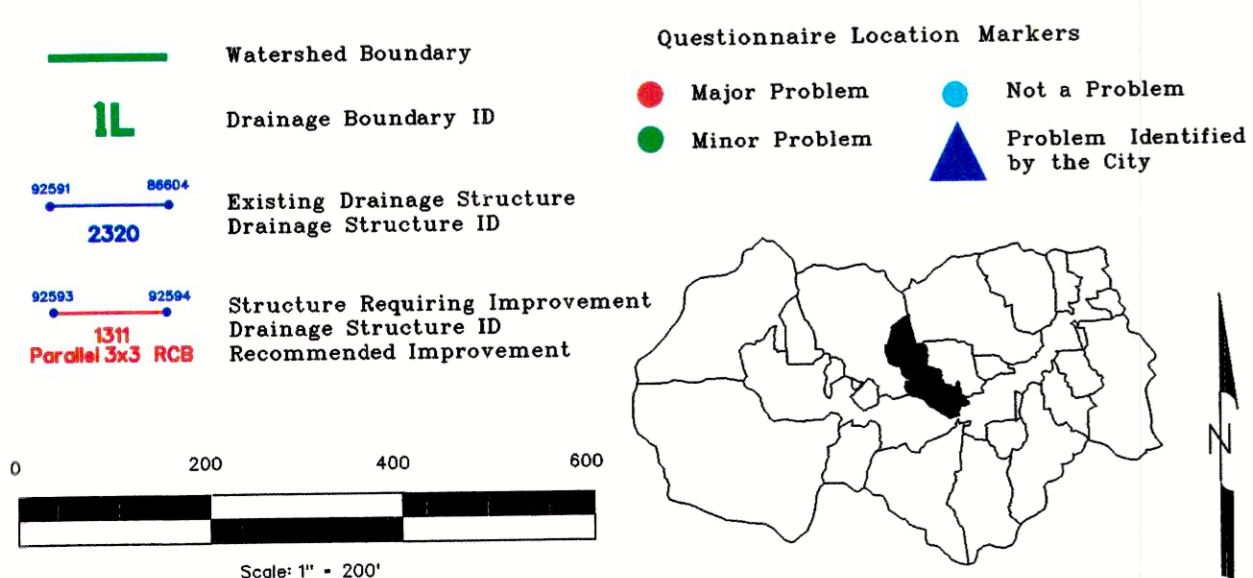 Watershed Boundary
1L
Drainage Boundary ID
92591 86604
2320
Existing Drainage Structure
Drainage Structure ID
92593 92594
1311
Parallel 3x3 RCB
Structure Requiring Improvement
Drainage Structure ID
Recommended Improvement
0 200 400 600
Scale: 1" = 200'
Questionnaire Location Markers
Major Problem
Not a Problem
Minor Problem
Problem Identified
by the City
N